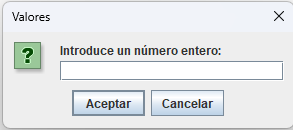 Valores
Introduce un número entero:
Aceptar Cancelar